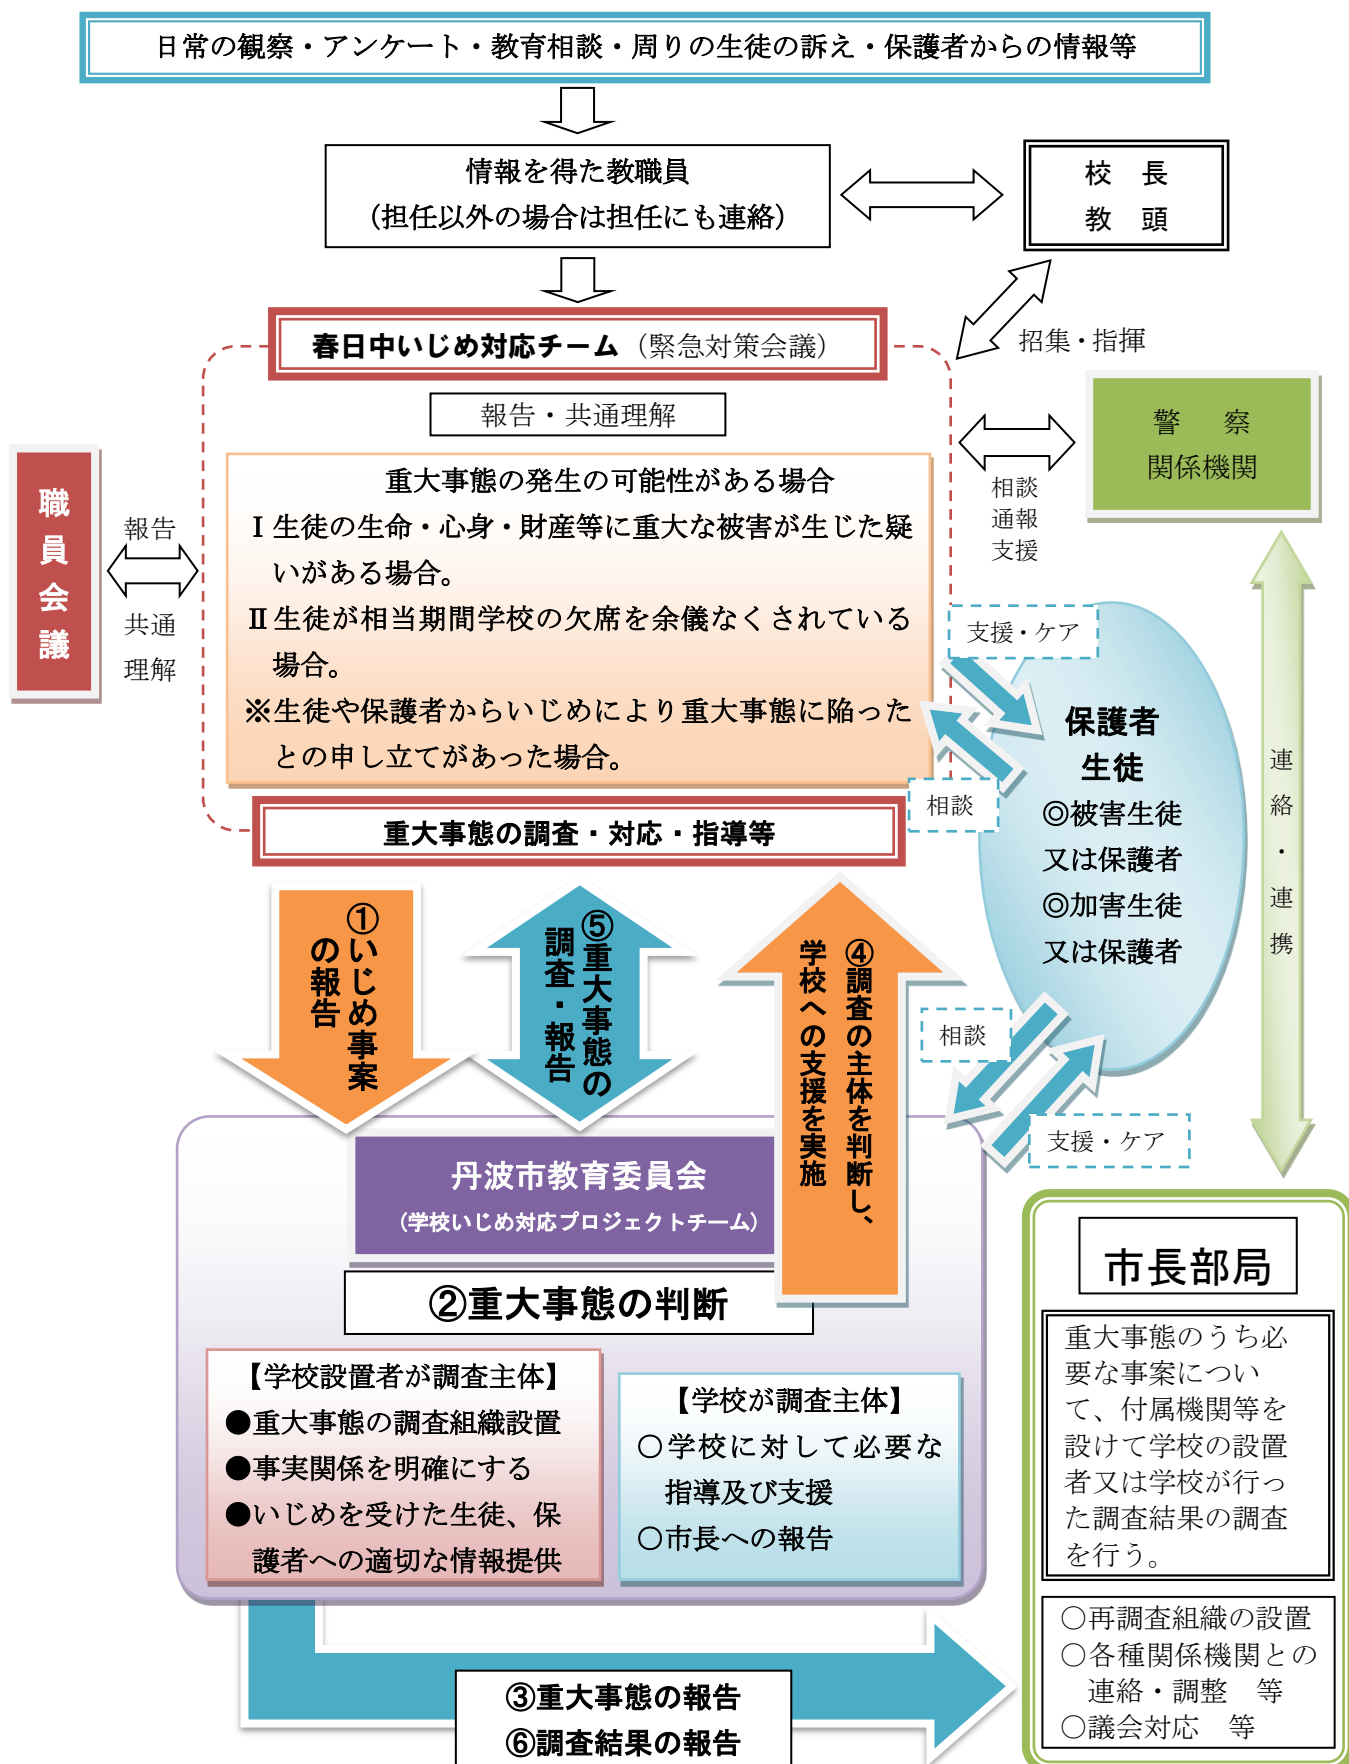 日常の観察・アンケート・教育相談・周りの生徒の訴え・保護者からの情報等
情報を得た教職員
(担任以外の場合は担任にも連絡)
校　長
教　頭
招集・指揮
春日中いじめ対応チーム（緊急対策会議）
報告・共通理解
警　察
関係機関
相談
通報
支援
職員会議
報告
共通
理解
重大事態の発生の可能性がある場合
Ⅰ生徒の生命・心身・財産等に重大な被害が生じた疑
いがある場合。
Ⅱ生徒が相当期間学校の欠席を余儀なくされている
場合。
※生徒や保護者からいじめにより重大事態に陥った
との申し立てがあった場合。
支援・ケア
相談
保護者
生徒
◎被害生徒
又は保護者
◎加害生徒
又は保護者
連絡・連携
重大事態の調査・対応・指導等
①いじめ事案
の報告
⑤重大事態の
調査・報告
④調査の主体を判断し、
学校への支援を実施
相談
支援・ケア
丹波市教育委員会
(学校いじめ対応プロジェクトチーム)
②重大事態の判断
【学校設置者が調査主体】
●重大事態の調査組織設置
●事実関係を明確にする
●いじめを受けた生徒、保
護者への適切な情報提供
【学校が調査主体】
○学校に対して必要な
指導及び支援
○市長への報告
市長部局
重大事態のうち必
要な事案につい
て、付属機関等を
設けて学校の設置
者又は学校が行っ
た調査結果の調査
を行う。
○再調査組織の設置
○各種関係機関との
連絡・調整　等
○議会対応　等
③重大事態の報告
⑥調査結果の報告